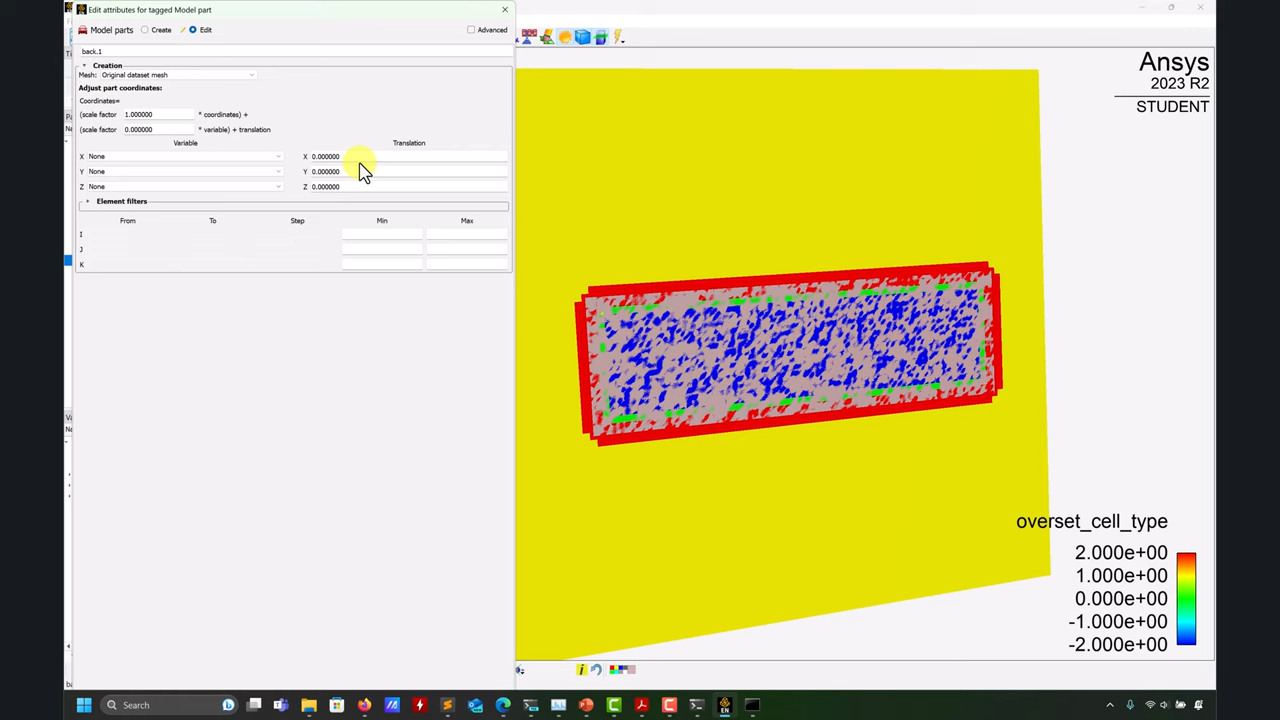 Edit attributes for tagged Model part
Model parts Create Edit Advanced
back.1
Creation
Mesh: Original dataset mesh
Adjust part coordinates:
Coordinates=
(scale factor 1.000000 * coordinates) +
(scale factor 0.000000 * variable) + translation
Variable Translation
X None X 0.000000
Y None Y 0.000000
Z None Z 0.000000
Element filters
From To Step Min Max
I
J
K
Ansys
2023 R2
STUDENT
overset_cell_type
2.000e+00
1.000e+00
0.000e+00
-1.000e+00
-2.000e+00
Search
EN